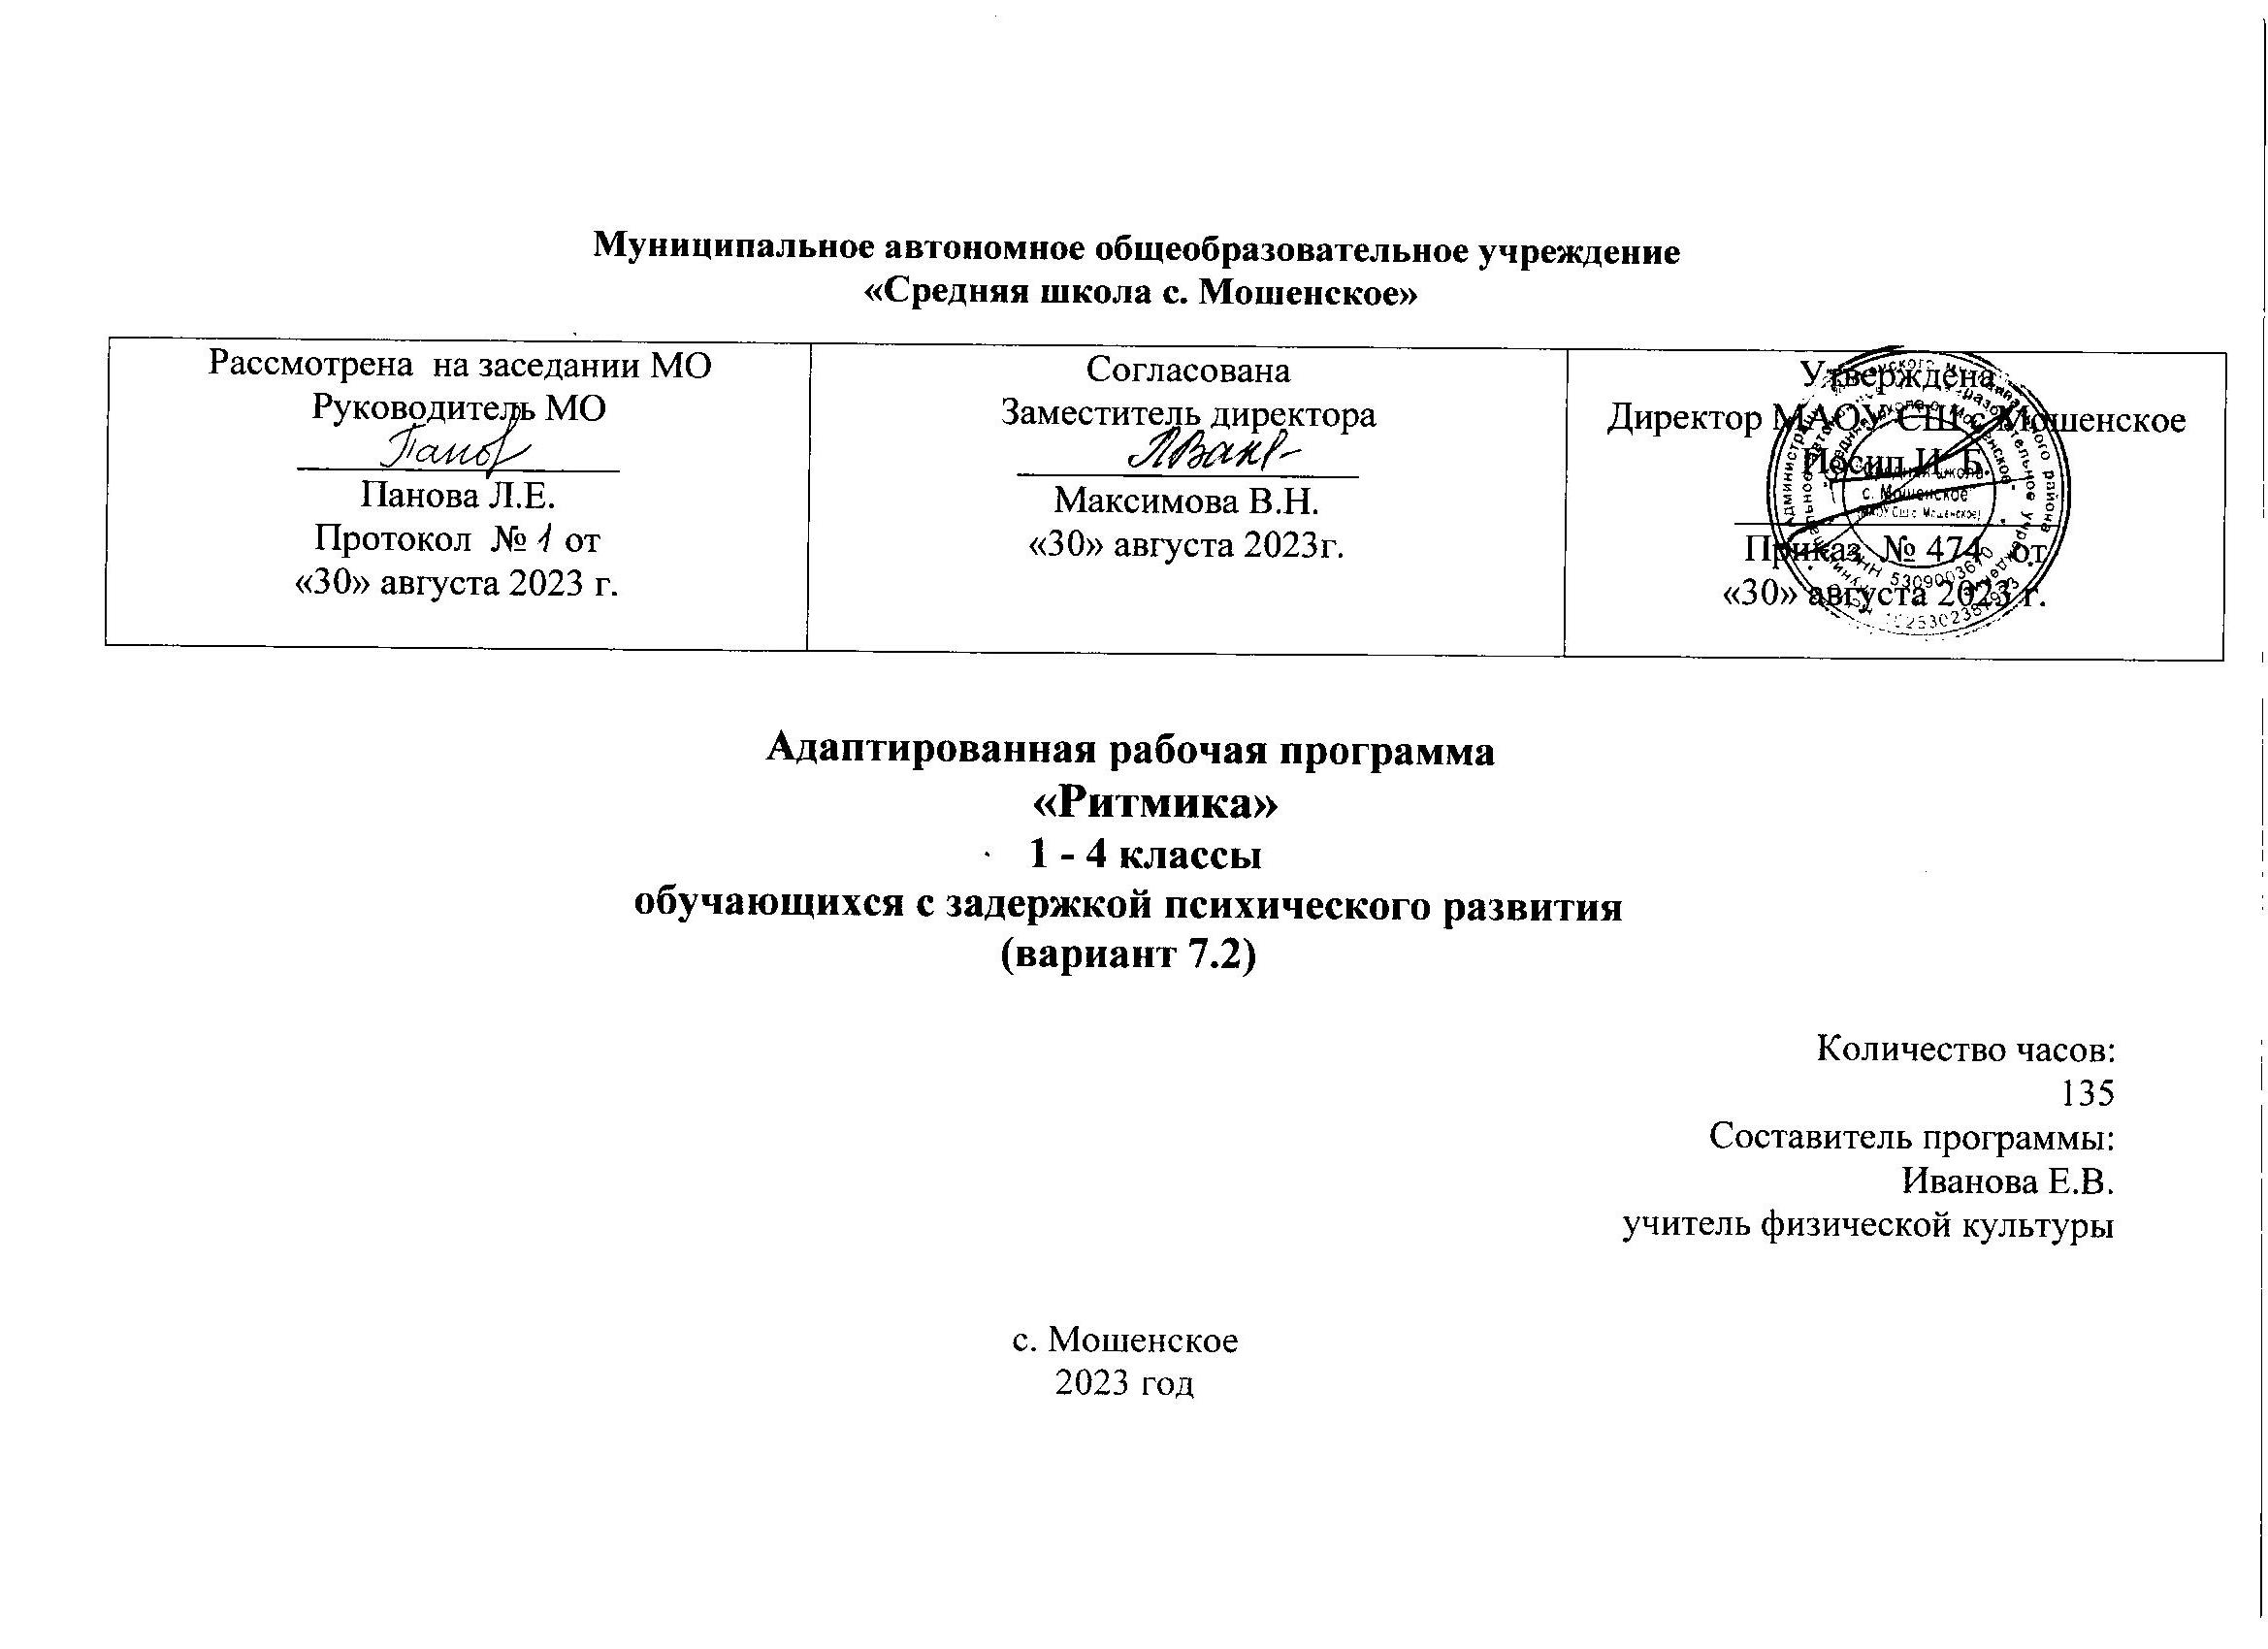 Муниципальное автономное общеобразовательное учреждение
«Средняя школа с. Мошенское»
Рассмотрена на заседании МО
Руководитель МО
Панова Л.Е.
Протокол № 1 от
«30» августа 2023 г.
Согласована
Заместитель директора
Максимова В.Н.
«30» августа 2023г.
Утверждена
Директор МАОУ СШ с Мошенское
И. Б.
Приказ № 474 от
«30» августа 2023 г.
с. Мошенское
Адаптированная рабочая программа
«Ритмика»
1 - 4 классы
обучающихся с задержкой психического развития
(вариант 7.2)
Количество часов:
135
Составитель программы:
Иванова Е.В.
учитель физической культуры
с. Мошенское
2023 год